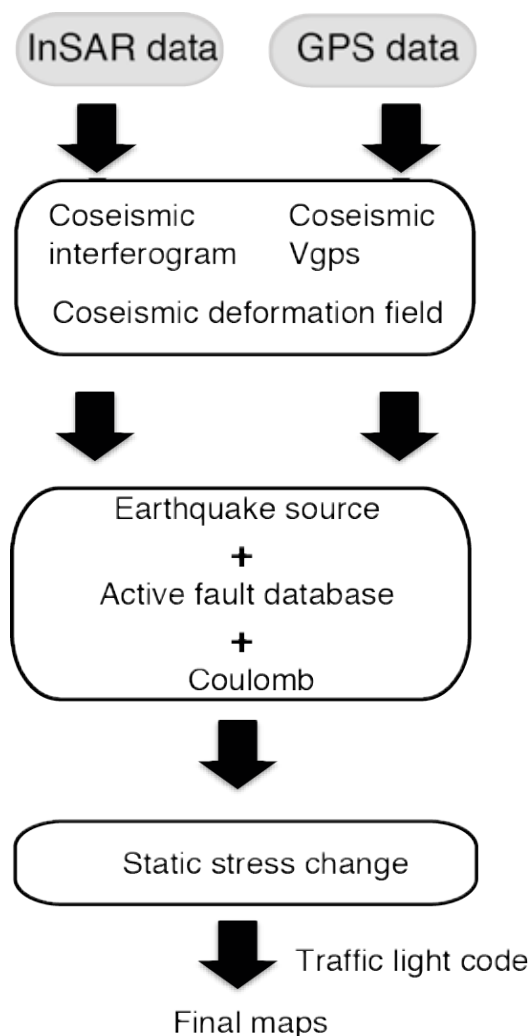 InSAR data
GPS data
Coseismic
interferogram
Coseismic
Vgps
Coseismic deformation field
Earthquake source
+
Active fault database
+
Coulomb
Static stress change
Traffic light code
Final maps